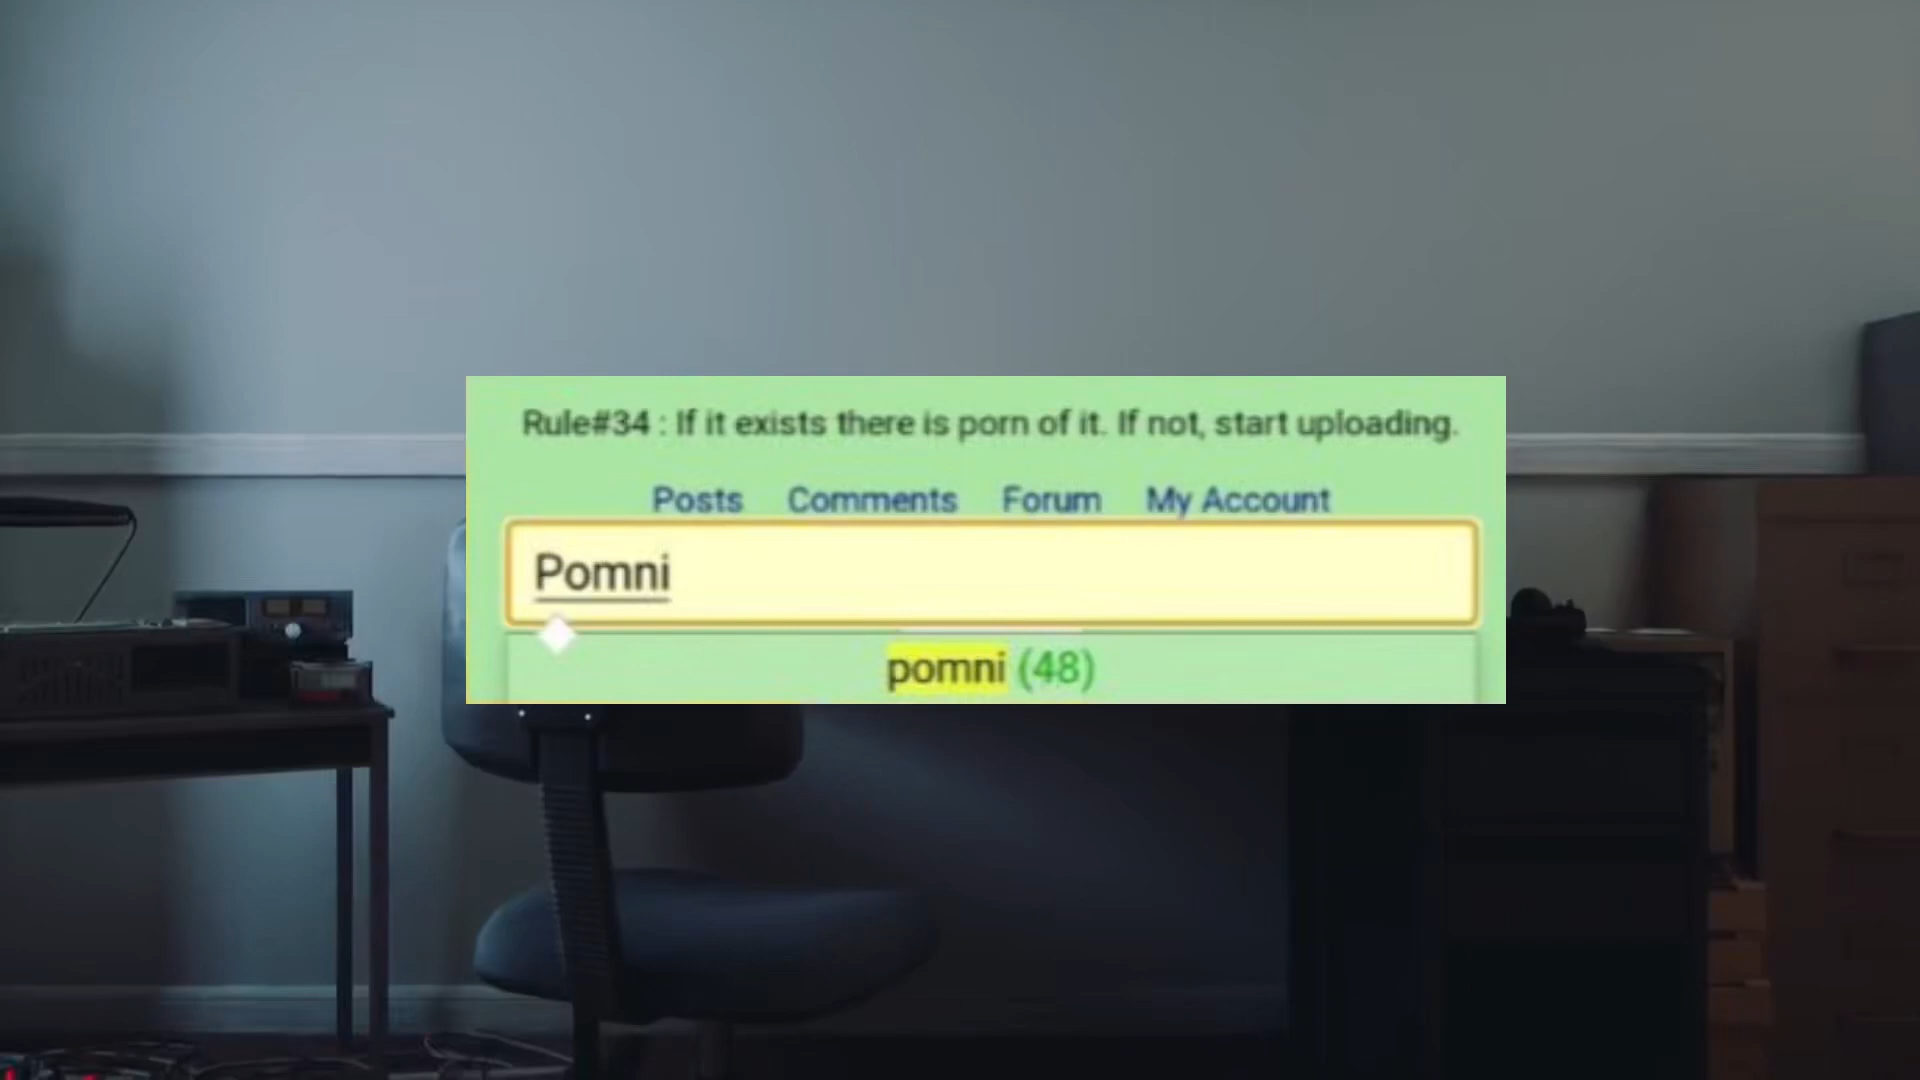 Rule#34 : If it exists there is porn of it. If not, start uploading.
Posts Comments Forum My Account
Pomni
pomni (48)